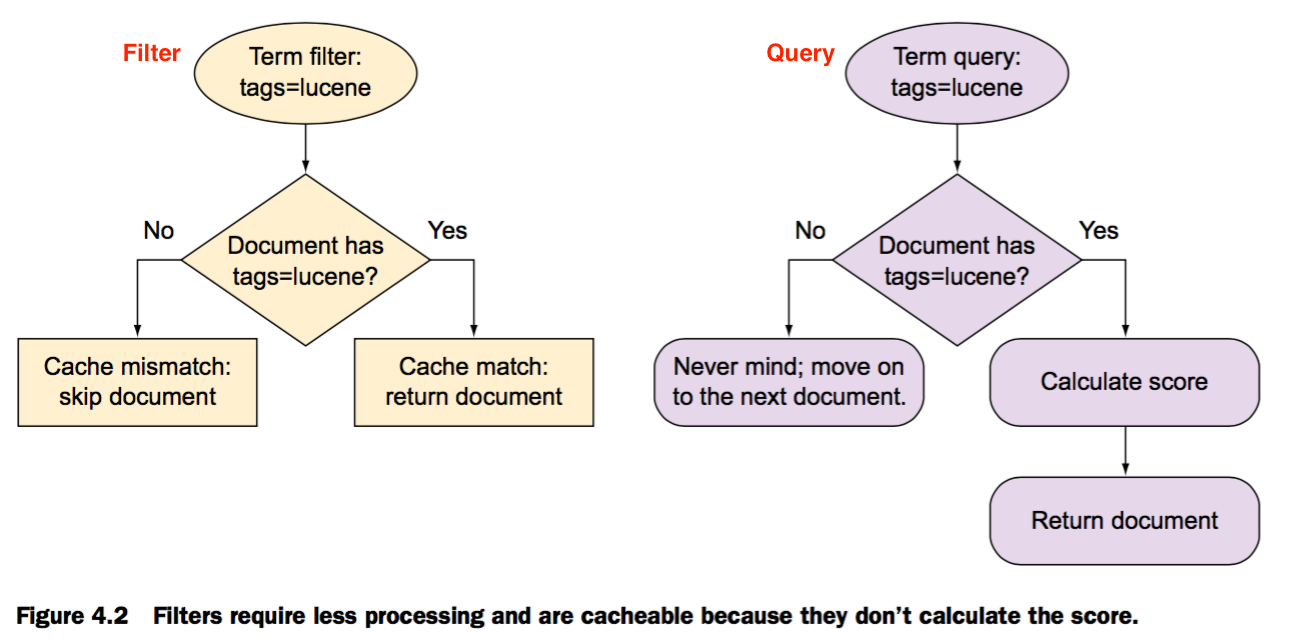 Filter
Term filter:
tags=lucene
No
Yes
Document has
tags=lucene?
Cache mismatch:
skip document
Cache match:
return document
Query
Term query:
tags=lucene
No
Yes
Document has
tags=lucene?
Never mind; move on
to the next document.
Calculate score
Return document
Figure 4.2 Filters require less processing and are cacheable because they don’t calculate the score.